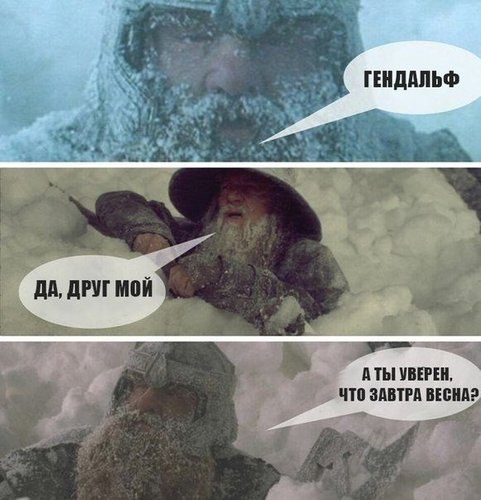 ГЕНДАЛЬФ
ДА, ДРУГ МОЙ
А ТЫ УВЕРЕН,
ЧТО ЗАВТРА ВЕСНА?